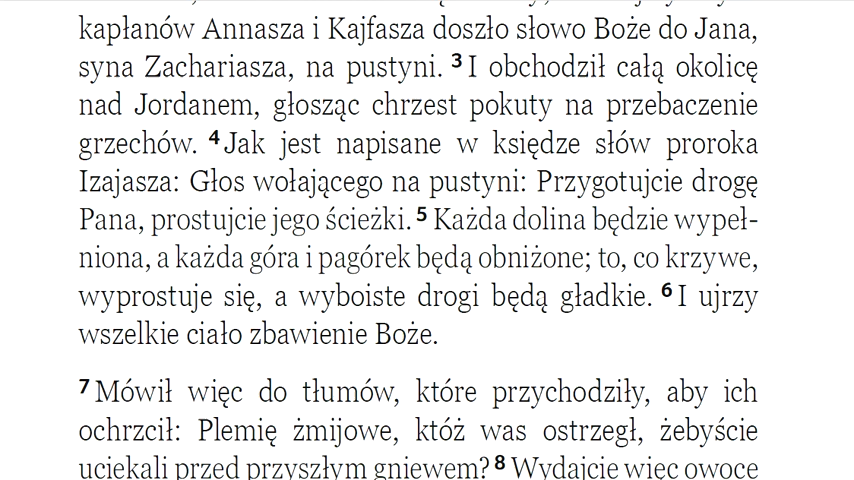 kapłanów Annasza i Kajfasza doszło słowo Boże do Jana,
syna Zachariasza, na pustyni. 3 I obchodził całą okolicę
nad Jordanem, głosząc chrzest pokuty na przebaczenie
grzechów. 4 Jak jest napisane w księdze słów proroka
Izajasza: Głos wołającego na pustyni: Przygotujcie drogę
Pana, prostujcie jego ścieżki. 5 Każda dolina będzie wypeł-
niona, a każda góra i pagórek będą obniżone; to, co krzywe,
wyprostuje się, a wyboiste drogi będą gładkie. 6 I ujrzy
wszelkie ciało zbawienie Boże.
7 Mówił więc do tłumów, które przychodziły, aby ich
ochrzcił: Plemię żmijowe, któż was ostrzegł, żebyście
uciekali przed przyszłym gniewem? 8 Wydajcie więc owoce